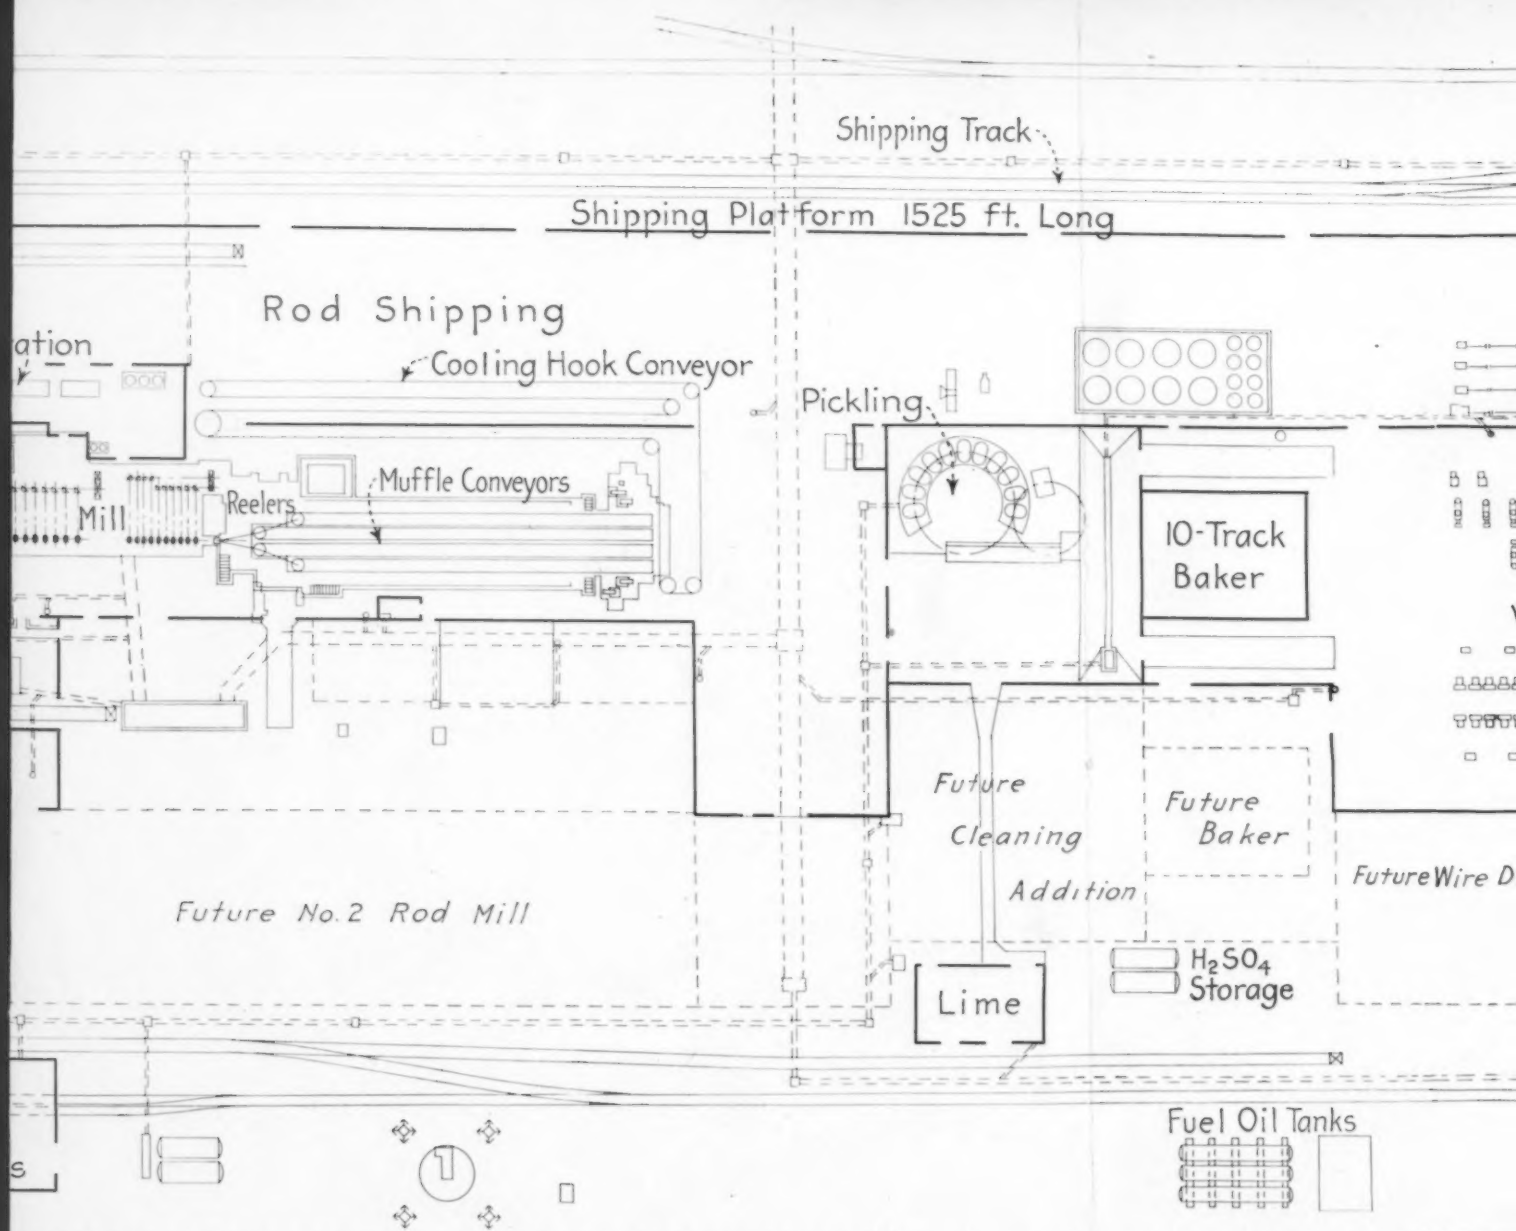 Shipping Track
Shipping Platform 1525 ft. Long
Rod Shipping
Cooling Hook Conveyor
Pickling
Muffle Conveyors
Reelers
Mill
10-Track
Baker
Future
Cleaning
Addition
Future
Baker
Future Wire D
Future No. 2 Rod Mill
H₂SO₄
Storage
Lime
Fuel Oil Tanks